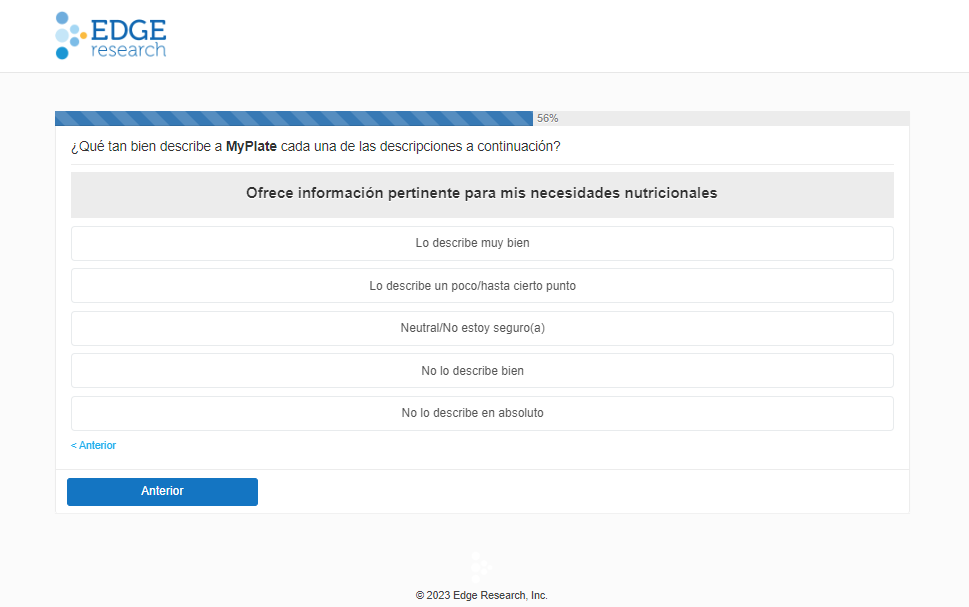 EDGE
research
56%
¿Qué tan bien describe a MyPlate cada una de las descripciones a continuación?
Ofrece información pertinente para mis necesidades nutricionales
Lo describe muy bien
Lo describe un poco/hasta cierto punto
Neutral/No estoy seguro(a)
No lo describe bien
No lo describe en absoluto
< Anterior
Anterior
© 2023 Edge Research, Inc.